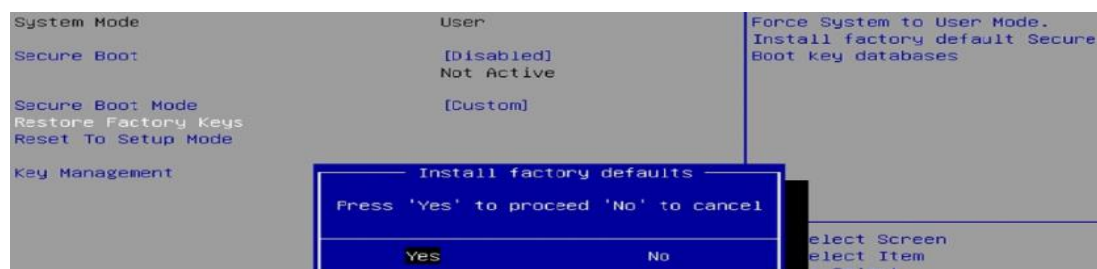 System Mode User
Secure Boot [Disabled]
Not Active
Secure Boot Mode [Custom]
Restore Factory Keys
Reset To Setup Mode
Key Management
Force System to User Mode.
Install factory default Secure
Boot key databases
Install factory defaults
Press 'Yes' to proceed 'No' to cancel
Yes No
elect Screen
elect Item